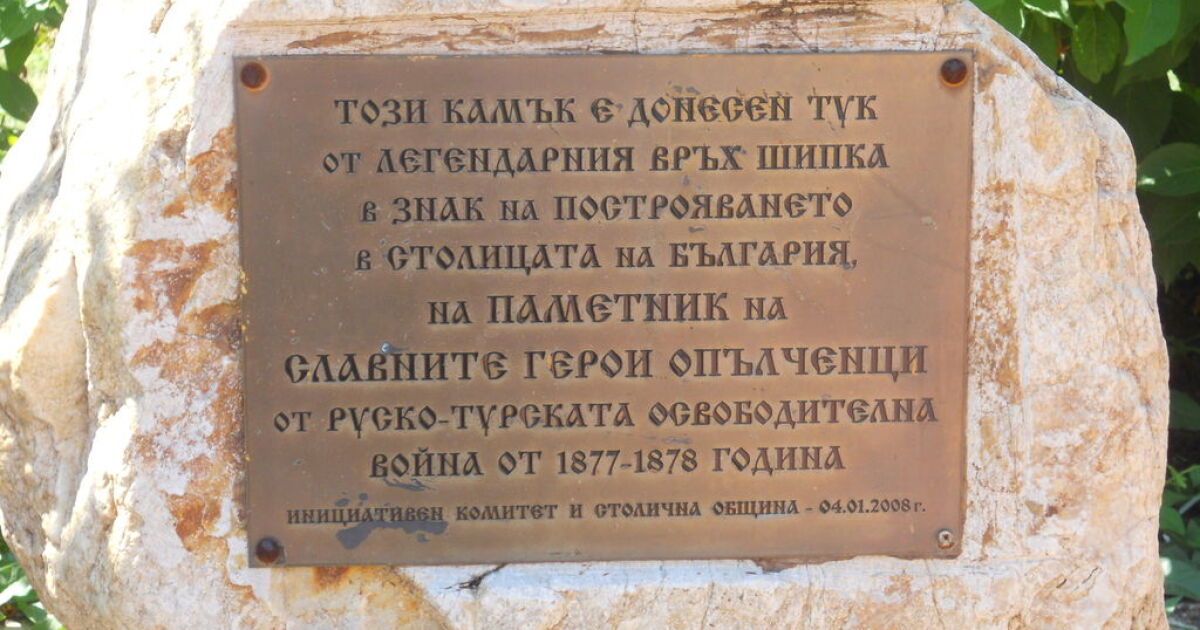 ТОЗИ КАМЪК Е ДОНЕСЕН ТУК
ОТ ЛЕГЕНДАРНИЯ ВРЪХ ШИПКА
В ЗНАК НА ПОСТРОЯВАНЕТО
В СТОЛИЦАТА НА БЪЛГАРИЯ,
НА ПАМЕТНИК НА
СЛАВНИТЕ ГЕРОИ ОПЪЛЧЕНЦИ
ОТ РУСКО-ТУРСКАТА ОСВОБОДИТЕЛНА
ВОЙНА ОТ 1877-1878 ГОДИНА
ИНИЦИАТИВЕН КОМИТЕТ И СТОЛИЧНА ОБЩИНА - 04.01.2008 г.